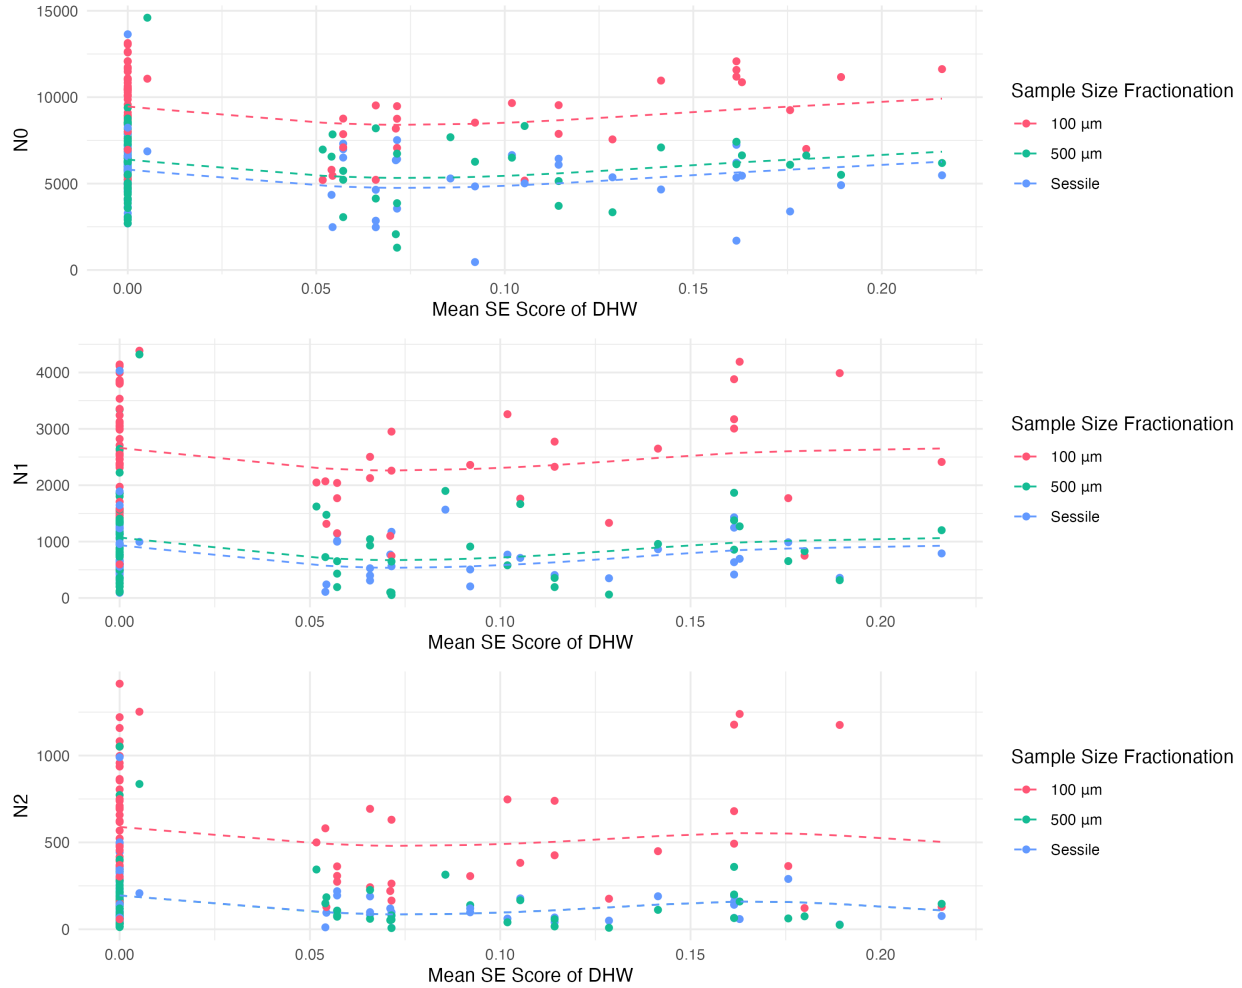 15000
10000
5000
0
N0
0.00 0.05 0.10 0.15 0.20
Mean SE Score of DHW
Sample Size Fractionation
100 μm
500 μm
Sessile
4000
3000
2000
1000
0
N1
0.00 0.05 0.10 0.15 0.20
Mean SE Score of DHW
Sample Size Fractionation
100 μm
500 μm
Sessile
1000
500
0
N2
0.00 0.05 0.10 0.15 0.20
Mean SE Score of DHW
Sample Size Fractionation
100 μm
500 μm
Sessile